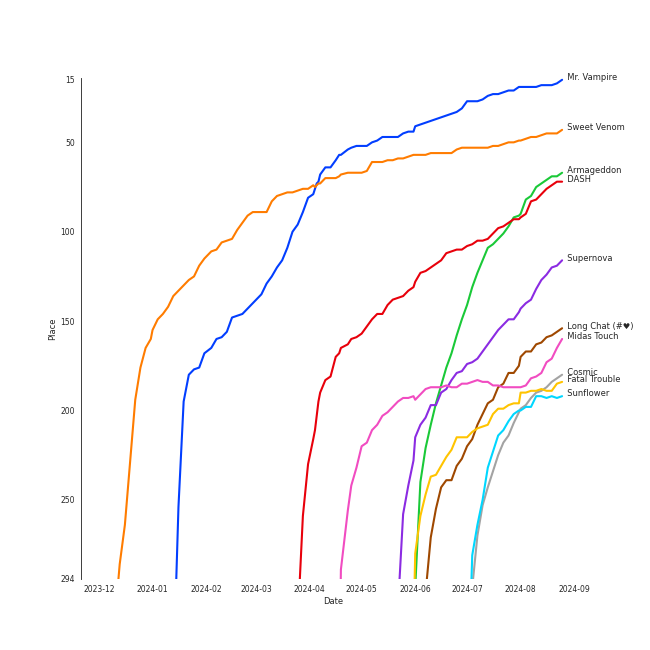 15
50
100
150
200
250
294
Place
Mr. Vampire
Sweet Venom
Armageddon
DASH
Supernova
Long Chat (#♥)
Midas Touch
Cosmic
Fatal Trouble
Sunflower
2023-12 2024-01 2024-02 2024-03 2024-04 2024-05 2024-06 2024-07 2024-08 2024-09
Date